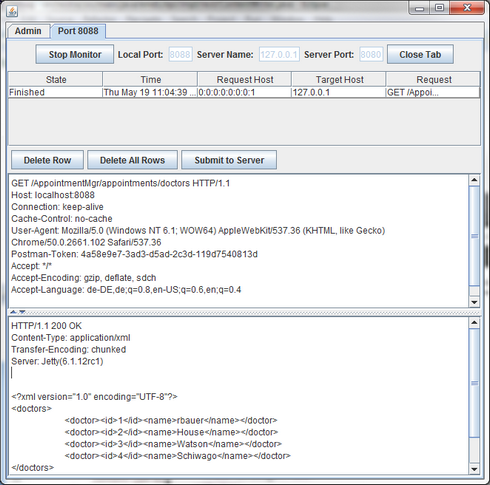 Admin Port 8088
Stop Monitor Local Port: 8088 Server Name: 127.0.0.1 Server Port: 8080 Close Tab
State Time Request Host Target Host Request
Finished Thu May 19 11:04:39 ... 0:0:0:0:0:0:0:1 127.0.0.1 GET /Appoi...
Delete Row Delete All Rows Submit to Server
GET /AppointmentMgr/appointments/doctors HTTP/1.1
Host: localhost:8088
Connection: keep-alive
Cache-Control: no-cache
User-Agent: Mozilla/5.0 (Windows NT 6.1; WOW64) AppleWebKit/537.36 (KHTML, like Gecko)
Chrome/50.0.2661.102 Safari/537.36
Postman-Token: 4a58e9e7-3ad3-d5ad-2c3d-119d7540813d
Accept: */*
Accept-Encoding: gzip, deflate, sdch
Accept-Language: de-DE,de;q=0.8,en-US;q=0.6,en;q=0.4
HTTP/1.1 200 OK
Content-Type: application/xml
Transfer-Encoding: chunked
Server: Jetty(6.1.12rc1)
<?xml version="1.0" encoding="UTF-8"?>
<doctors>
<doctor><id>1</id><name>rbauer</name></doctor>
<doctor><id>2</id><name>House</name></doctor>
<doctor><id>3</id><name>Watson</name></doctor>
<doctor><id>4</id><name>Schiwago</name></doctor>
</doctors>